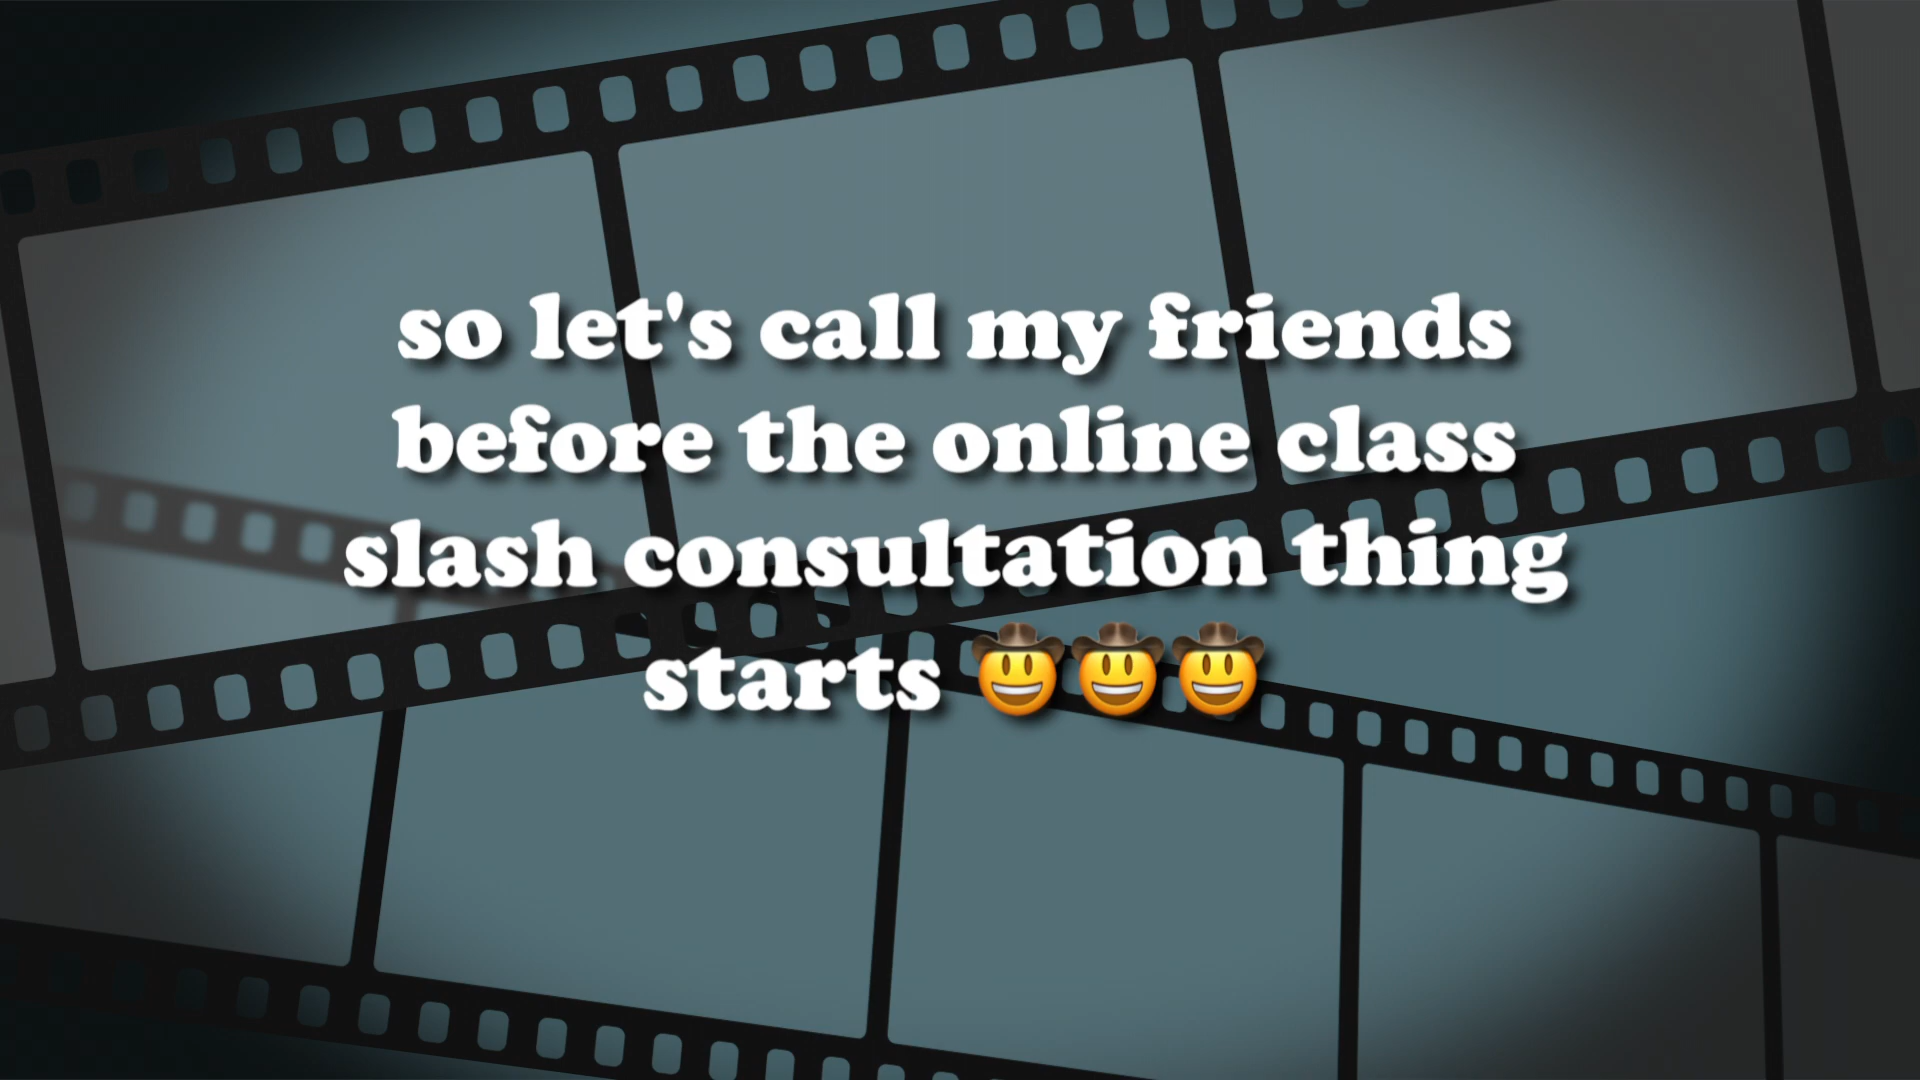 so let's call my friends
before the online class
slash consultation thing
starts 🤠🤠🤠